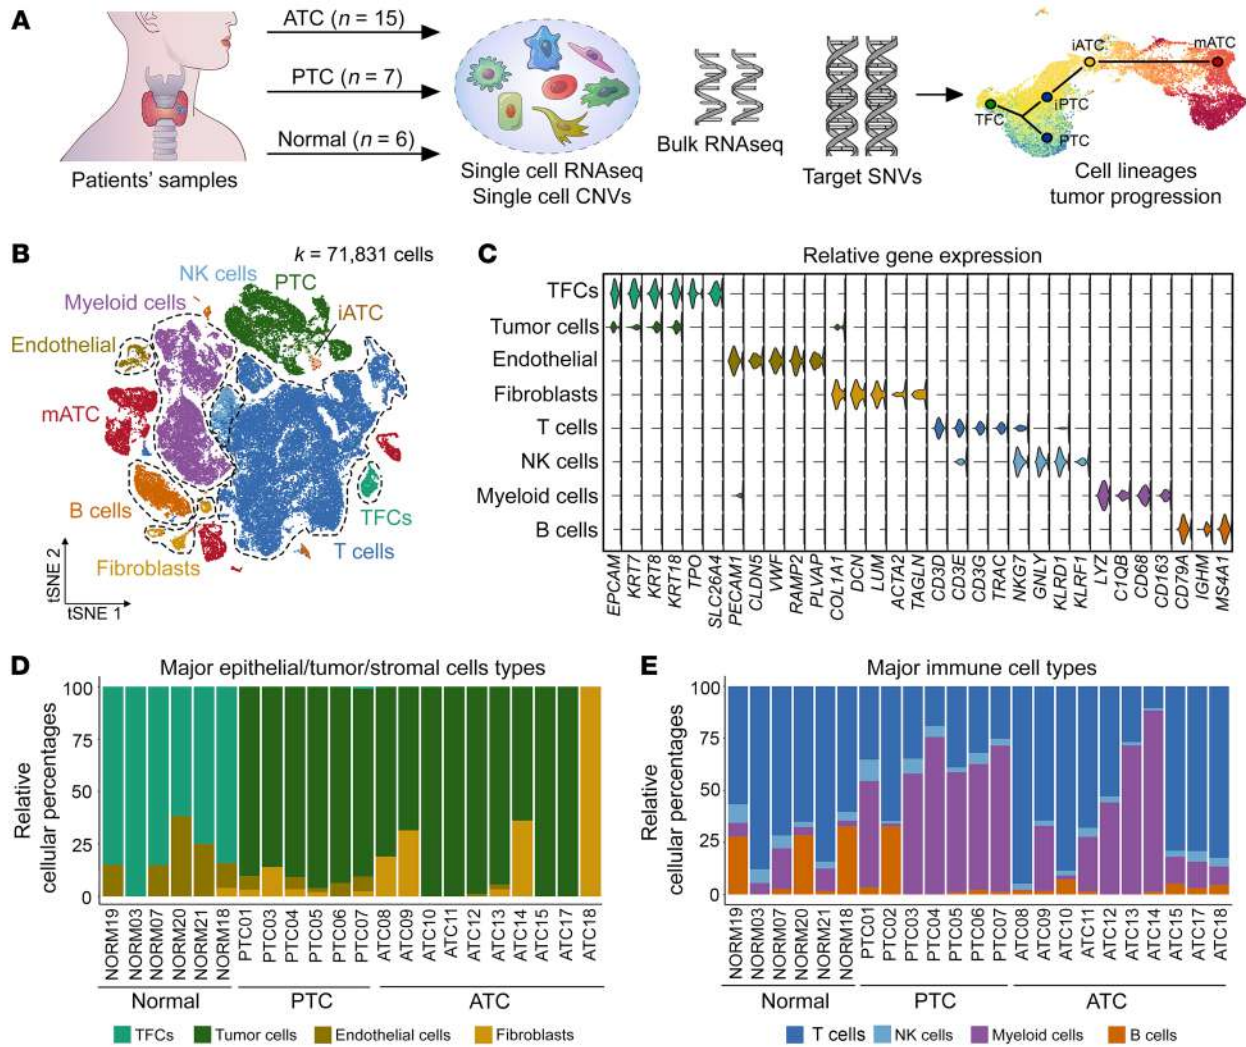 A
ATC (n = 15)
PTC (n = 7)
Normal (n = 6)
Patients' samples
Single cell RNAseq
Single cell CNVs
Bulk RNAseq
Target SNVs
iATC
mATC
TFC
iPTC
PTC
Cell lineages
tumor progression
B
k = 71,831 cells
NK cells
PTC
Myeloid cells
iATC
Endothelial
mATC
B cells
TFCs
T cells
Fibroblasts
tSNE 2
tSNE 1
C
Relative gene expression
TFCs
Tumor cells
Endothelial
Fibroblasts
T cells
NK cells
Myeloid cells
B cells
EPCAM
KRT7
KRT8
KRT18
TPO
SLC26A4
PECAM1
CLDN5
VWF
RAMP2
PLVAP
COL1A1
DCN
LUM
ACTA2
TAGLN
CD3D
CD3E
CD3G
TRAC
NKG7
GNLY
KLRD1
KLRF1
LYZ
C1QB
CD68
CD163
CD79A
IGHM
MS4A1
D
Major epithelial/tumor/stromal cells types
Relative
cellular percentages
100
75
50
25
0
NORM19
NORM03
NORM07
NORM20
NORM21
NORM18
PTC01
PTC03
PTC04
PTC05
PTC06
PTC07
ATC08
ATC09
ATC10
ATC11
ATC12
ATC13
ATC14
ATC15
ATC17
ATC18
Normal
PTC
ATC
TFCs
Tumor cells
Endothelial cells
Fibroblasts
E
Major immune cell types
Relative
cellular percentages
100
75
50
25
0
NORM19
NORM03
NORM07
NORM20
NORM21
NORM18
PTC01
PTC02
PTC03
PTC04
PTC05
PTC06
PTC07
ATC08
ATC09
ATC10
ATC11
ATC12
ATC13
ATC14
ATC15
ATC17
ATC18
Normal
PTC
ATC
T cells
NK cells
Myeloid cells
B cells